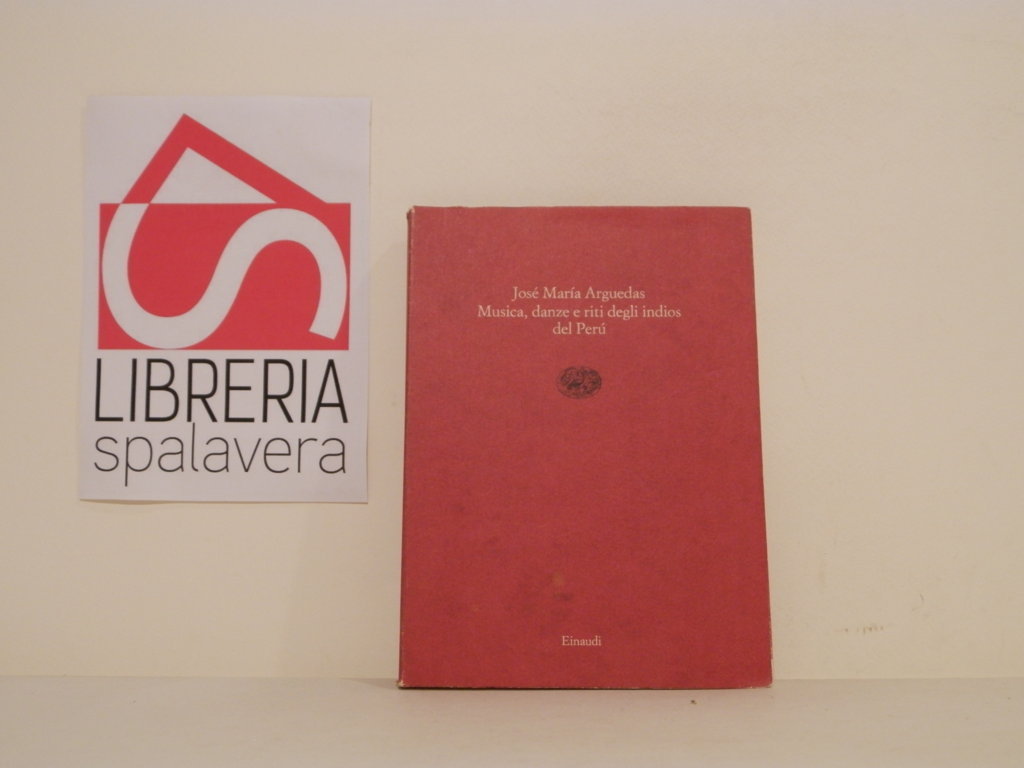 LIBRERIA
spalavera
José María Arguedas
Musica, danze e riti degli indios
del Perú
Einaudi